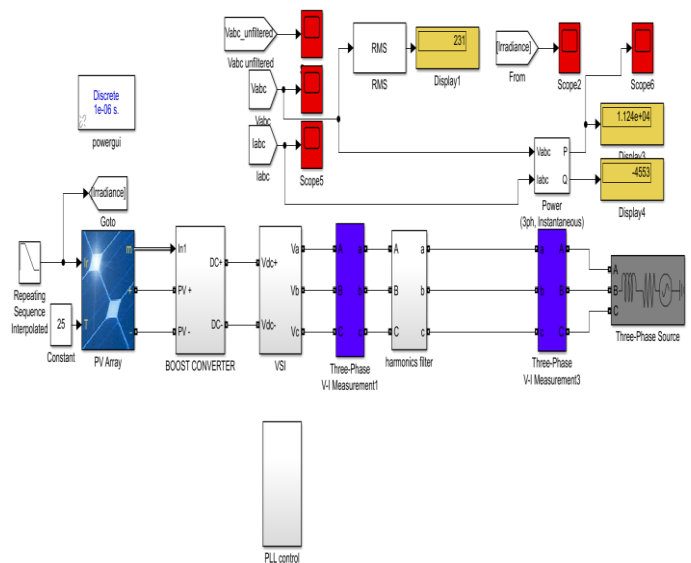 [Vabc_unfiltered]
Vabc unfiltered
RMS
RMS
231
Display1
[Irradiance]
From
Scope2
Scope6
Discrete
1e-06 s.
powergui
Vabc
Vabc
Iabc
Iabc
Scope5
1.124e+04
Display3
Vabc
P
Iabc
Q
Power
(3ph, Instantaneous)
-4553
Display4
[Irradiance]
Goto
Ir
m
+
T
-
Repeating
Sequence
Interpolated
25
Constant
PV Array
In1
DC+
PV +
PV -
DC-
BOOST CONVERTER
Vdc+
Va
Vb
Vdc-
Vc
VSI
A
a
B
b
C
c
Three-Phase
V-I Measurement1
A
a
B
b
C
c
harmonics filter
a
A
b
B
c
C
Three-Phase
V-I Measurement3
A
B
C
Three-Phase Source
PLL control